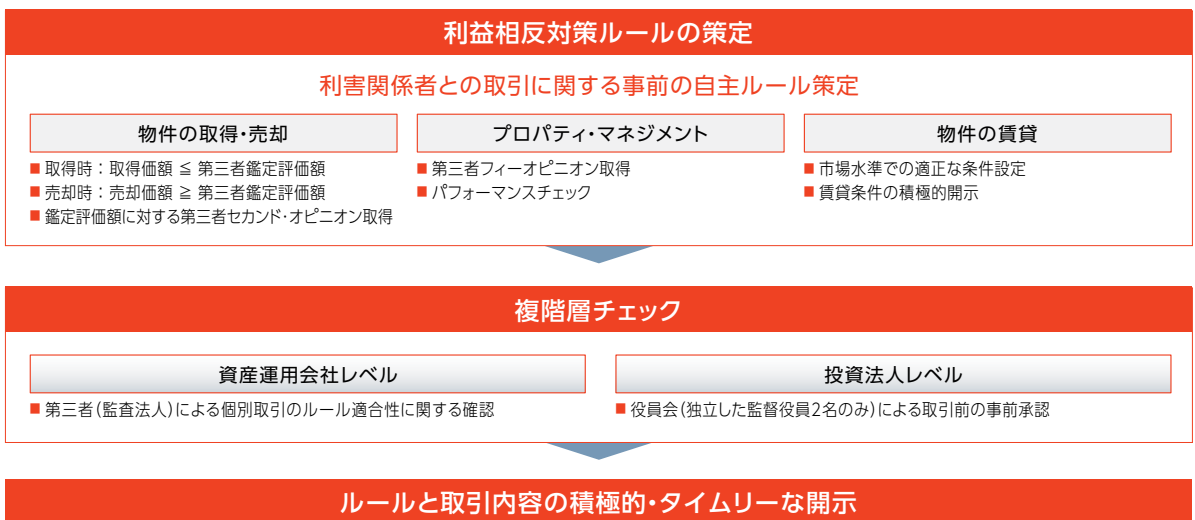 利益相反対策ルールの策定
利害関係者との取引に関する事前の自主ルール策定
物件の取得・売却
■ 取得時：取得価額 ≦ 第三者鑑定評価額
■ 売却時：売却価額 ≧ 第三者鑑定評価額
■ 鑑定評価額に対する第三者セカンド・オピニオン取得
プロパティ・マネジメント
■ 第三者フィーオピニオン取得
■ パフォーマンスチェック
物件の賃貸
■ 市場水準での適正な条件設定
■ 賃貸条件の積極的開示
複階層チェック
資産運用会社レベル
■ 第三者(監査法人)による個別取引のルール適合性に関する確認
投資法人レベル
■ 役員会(独立した監督役員2名のみ)による取引前の事前承認
ルールと取引内容の積極的・タイムリーな開示